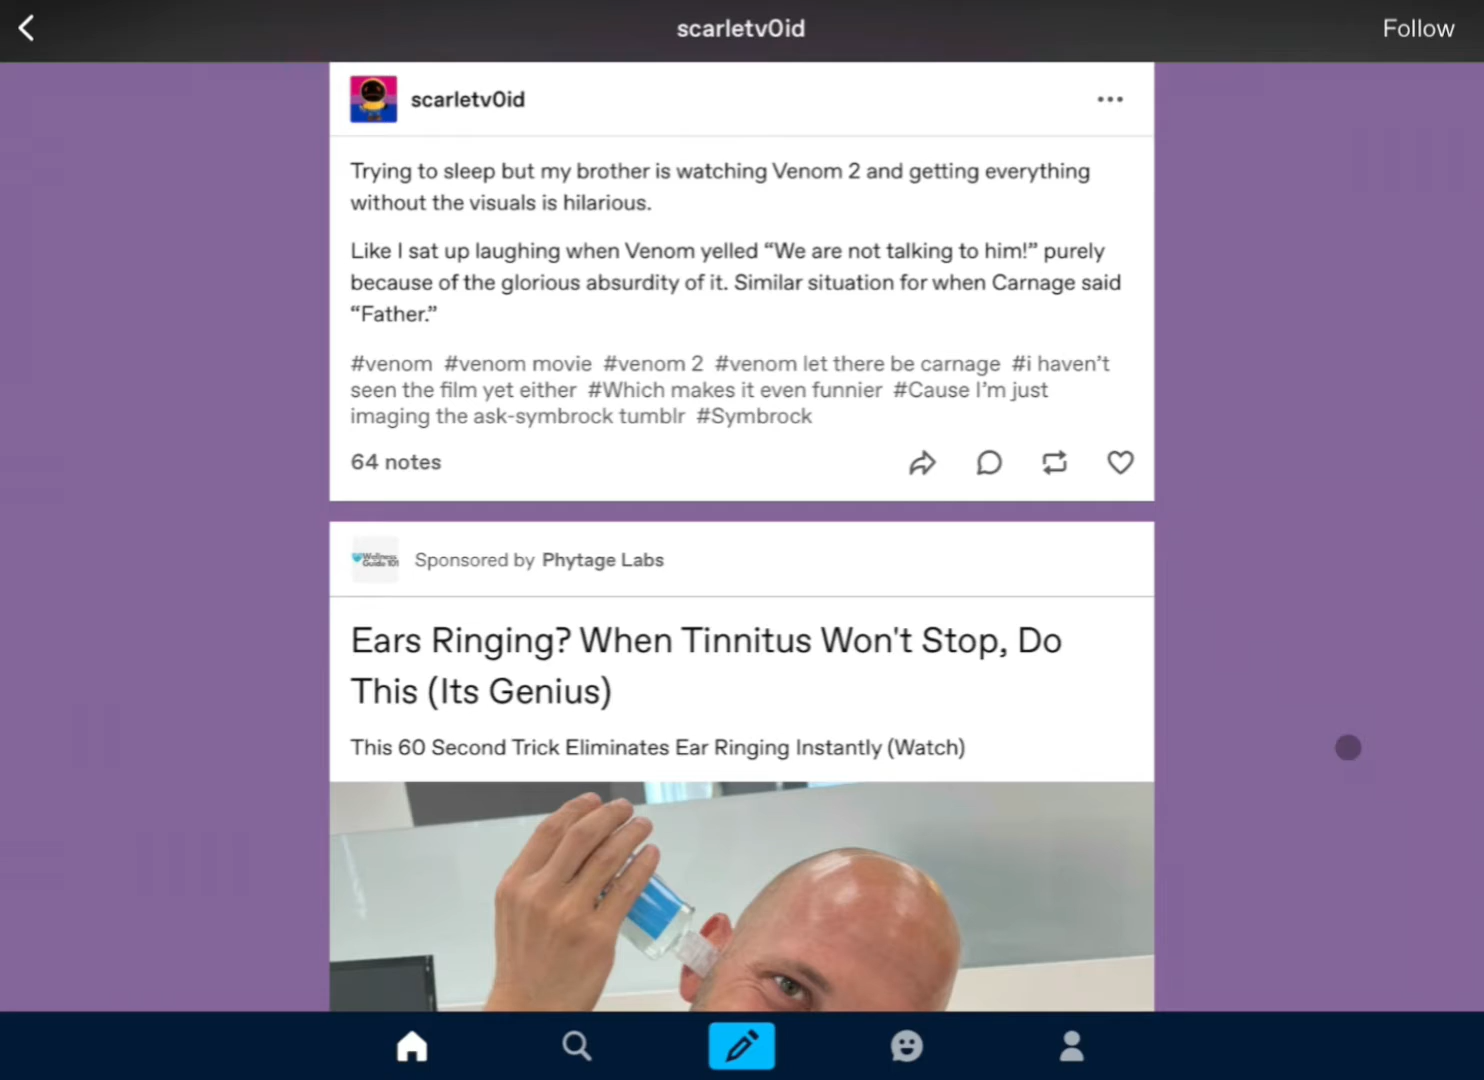 scarletv0id
Follow
scarletv0id
Trying to sleep but my brother is watching Venom 2 and getting everything
without the visuals is hilarious.
Like I sat up laughing when Venom yelled “We are not talking to him!” purely
because of the glorious absurdity of it. Similar situation for when Carnage said
“Father.”
#venom #venom movie #venom 2 #venom let there be carnage #i haven’t
seen the film yet either #Which makes it even funnier #Cause I’m just
imaging the ask-symbrock tumblr #Symbrock
64 notes
Wellness
Guide 101
Sponsored by Phytage Labs
Ears Ringing? When Tinnitus Won't Stop, Do
This (Its Genius)
This 60 Second Trick Eliminates Ear Ringing Instantly (Watch)